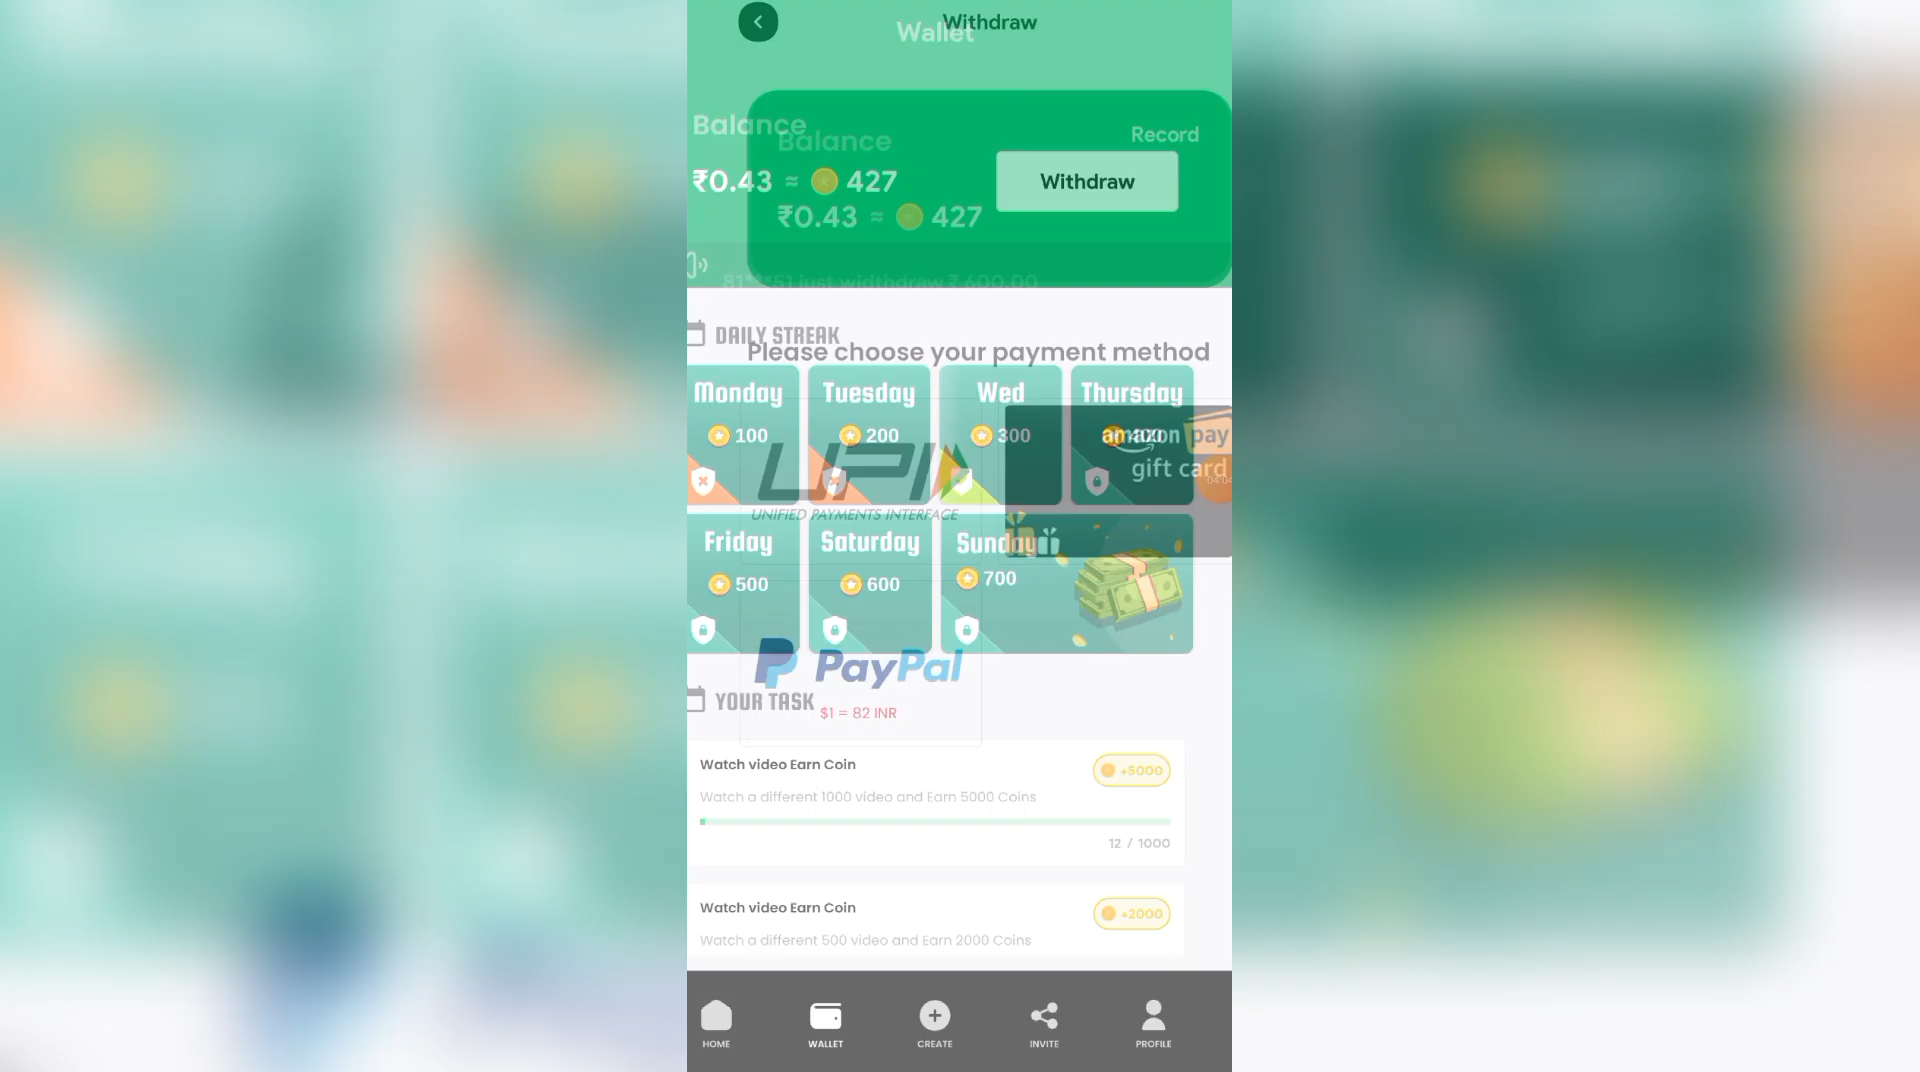 Withdraw
Wallet
Balance
Balance
Record
₹0.43 ≈ 427
Withdraw
₹0.43 ≈ 427
81****51 just widthdraw ₹ 600.00
DAILY STREAK
Please choose your payment method
Monday
Tuesday
Wed
Thursday
100
200
300
400
amazon pay
gift card
04:04
UPI
UNIFIED PAYMENTS INTERFACE
Friday
Saturday
Sunday
500
600
700
PayPal
YOUR TASK
$1 = 82 INR
Watch video Earn Coin
+5000
Watch a different 1000 video and Earn 5000 Coins
12 / 1000
Watch video Earn Coin
+2000
Watch a different 500 video and Earn 2000 Coins
HOME
WALLET
CREATE
INVITE
PROFILE